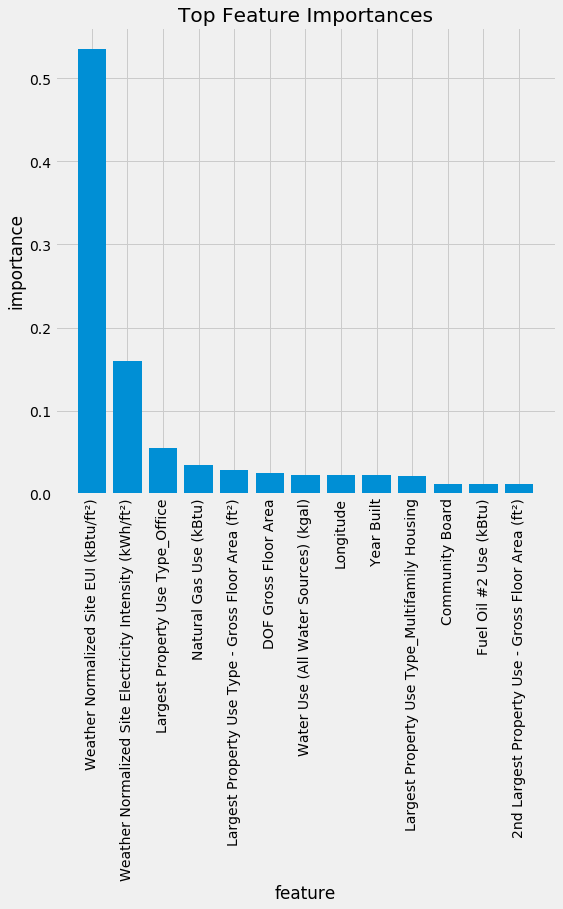 Top Feature Importances
importance
0.5
0.4
0.3
0.2
0.1
0.0
Weather Normalized Site EUI (kBtu/ft²)
Weather Normalized Site Electricity Intensity (kWh/ft²)
Largest Property Use Type_Office
Natural Gas Use (kBtu)
Largest Property Use Type - Gross Floor Area (ft²)
DOF Gross Floor Area
Water Use (All Water Sources) (kgal)
Longitude
Year Built
Largest Property Use Type_Multifamily Housing
Community Board
Fuel Oil #2 Use (kBtu)
2nd Largest Property Use - Gross Floor Area (ft²)
feature